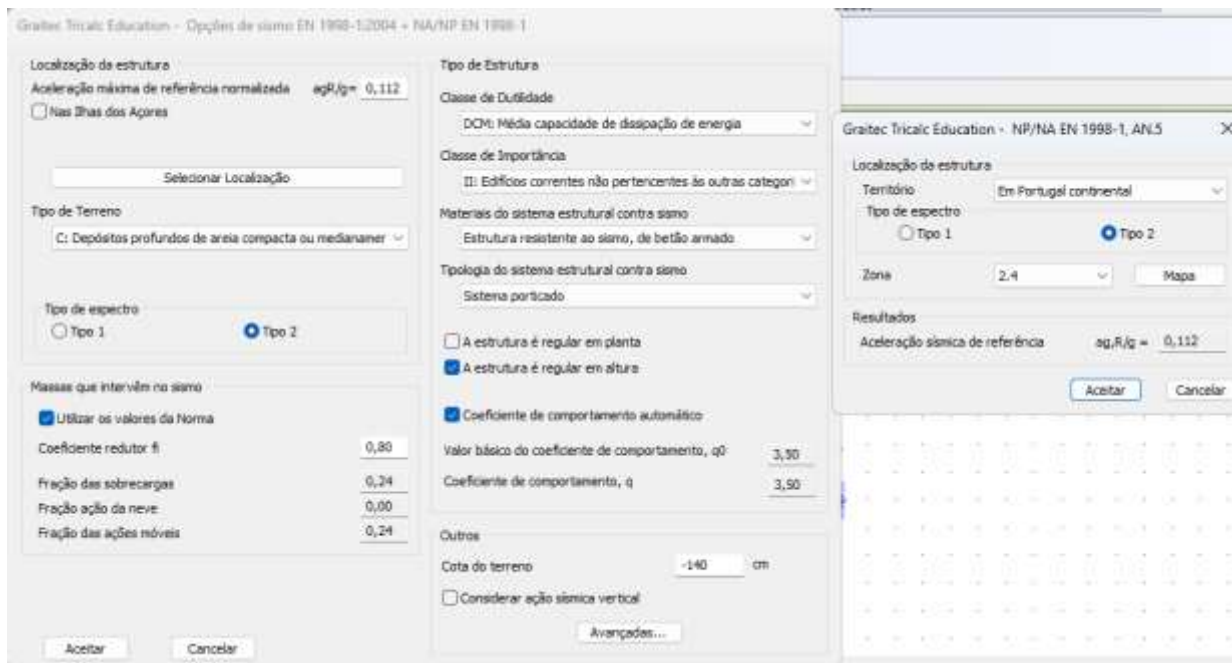 Graitec Tricalc Education - Opções de sismo EN 1998-1:2004 + NA/NP EN 1998-1
Localização da estrutura
Aceleração máxima de referência normalizada agR/g= 0,112
Nas Ilhas dos Açores
Selecionar Localização
Tipo de Terreno
C: Depósitos profundos de areia compacta ou medianamer
Tipo de espectro
Tipo 1 Tipo 2
Massas que intervêm no sismo
Utilizar os valores da Norma
Coeficiente redutor fi 0,80
Fração das sobrecargas 0,24
Fração ação da neve 0,00
Fração das ações móveis 0,24
Aceitar Cancelar
Tipo de Estrutura
Classe de Dutilidade
DCM: Média capacidade de dissipação de energia
Classe de Importância
II: Edifícios correntes não pertencentes às outras categori
Materiais do sistema estrutural contra sismo
Estrutura resistente ao sismo, de betão armado
Tipologia do sistema estrutural contra sismo
Sistema porticado
A estrutura é regular em planta
A estrutura é regular em altura
Coeficiente de comportamento automático
Valor básico do coeficiente de comportamento, q0 3,50
Coeficiente de comportamento, q 3,50
Outros
Cota do terreno -140 cm
Considerar ação sísmica vertical
Avançadas...
Graitec Tricalc Education - NP/NA EN 1998-1, AN.5 X
Localização da estrutura
Território Em Portugal continental
Tipo de espectro
Tipo 1 Tipo 2
Zona 2.4 Mapa
Resultados
Aceleração sísmica de referência ag,R/g = 0,112
Aceitar Cancelar